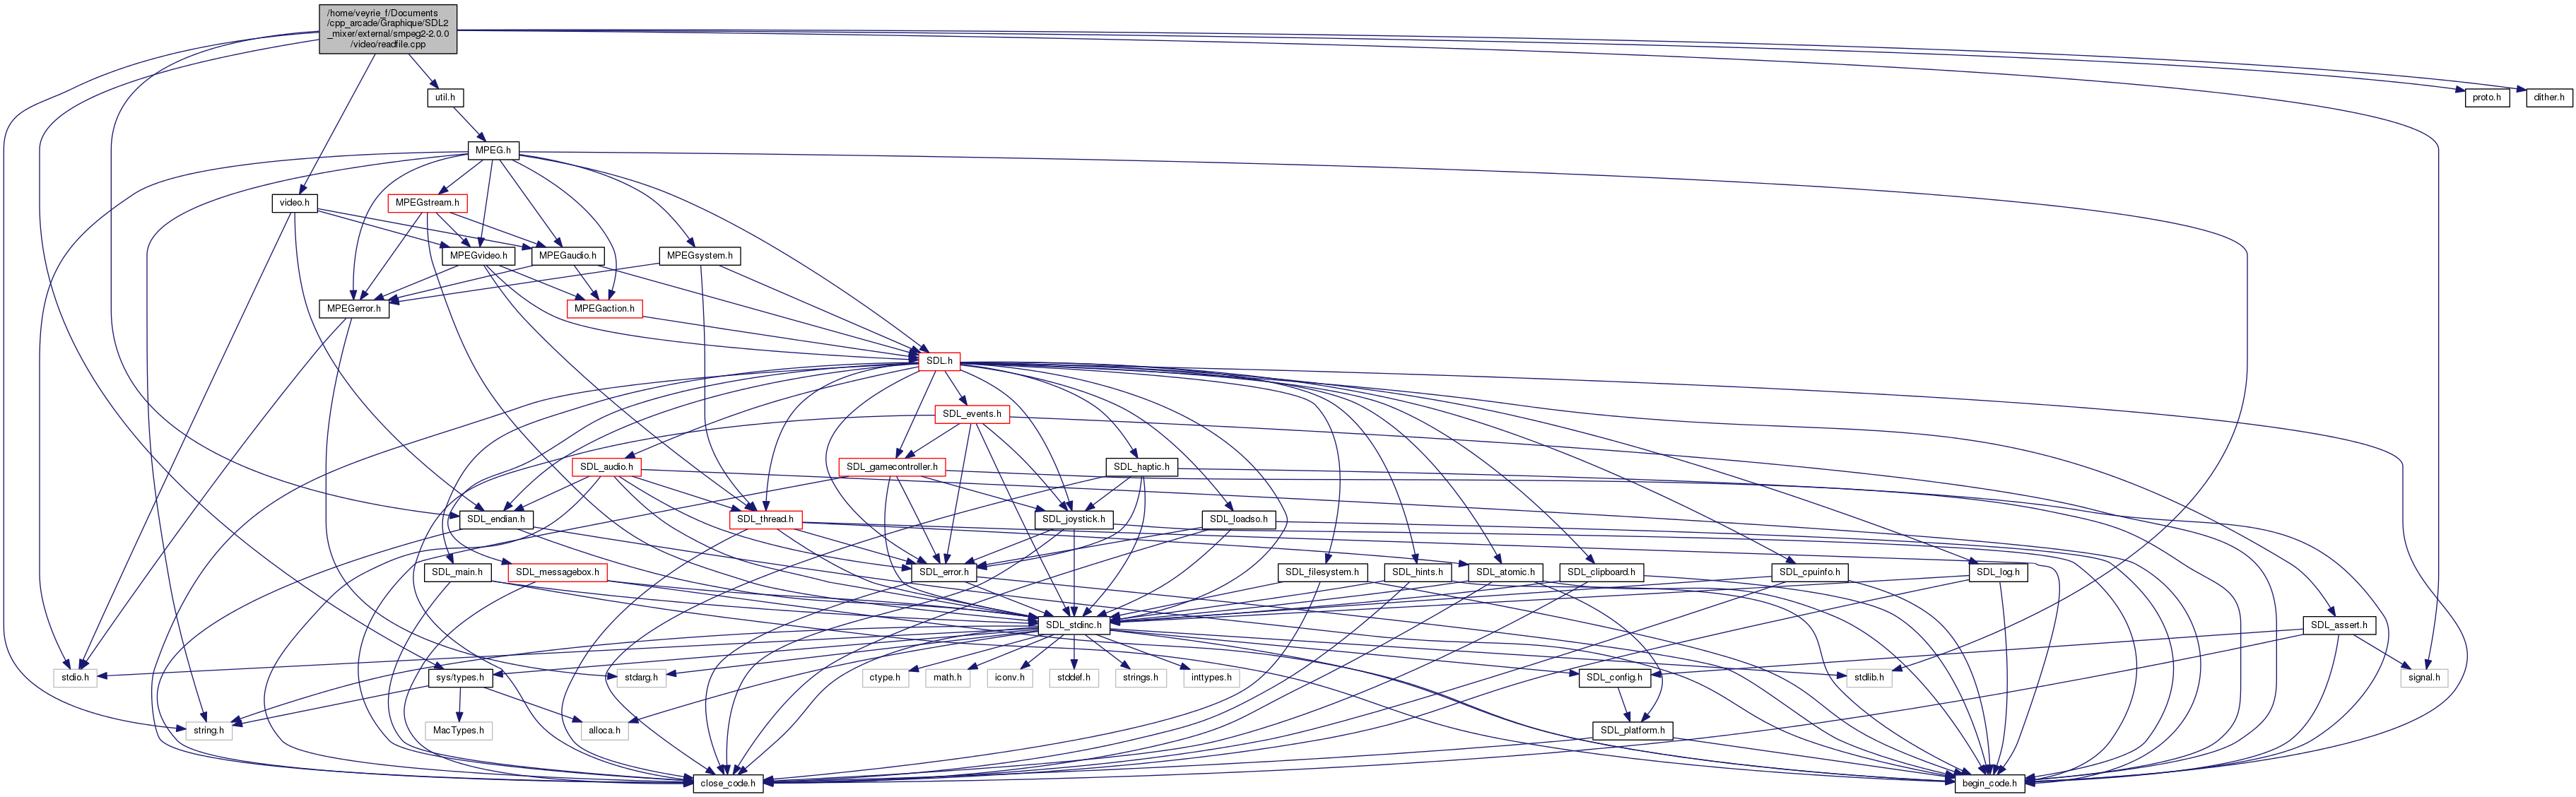 /home/veyrie_f/Documents
/cpp_arcade/Graphique/SDL2
_mixer/external/smpeg2-2.0.0
/video/readfile.cpp
util.h
proto.h
dither.h
MPEG.h
video.h
MPEGstream.h
MPEGvideo.h
MPEGaudio.h
MPEGsystem.h
MPEGerror.h
MPEGaction.h
SDL.h
SDL_events.h
SDL_audio.h
SDL_gamecontroller.h
SDL_haptic.h
SDL_endian.h
SDL_thread.h
SDL_joystick.h
SDL_loadso.h
SDL_main.h
SDL_messagebox.h
SDL_error.h
SDL_filesystem.h
SDL_hints.h
SDL_atomic.h
SDL_clipboard.h
SDL_cpuinfo.h
SDL_log.h
SDL_stdinc.h
SDL_assert.h
stdio.h
sys/types.h
stdarg.h
ctype.h
math.h
iconv.h
stddef.h
strings.h
inttypes.h
SDL_config.h
stdlib.h
signal.h
string.h
MacTypes.h
alloca.h
SDL_platform.h
close_code.h
begin_code.h